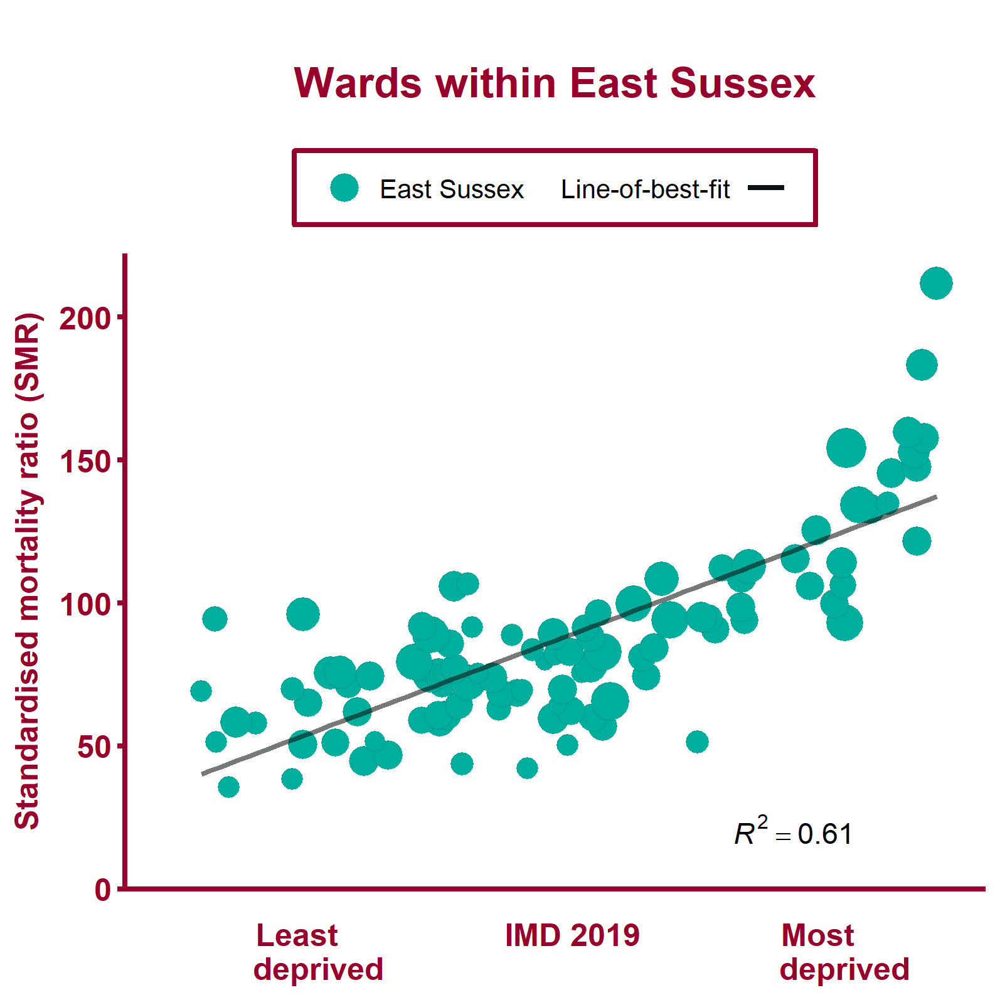 Wards within East Sussex
East Sussex Line-of-best-fit
Standardised mortality ratio (SMR)
200
150
100
50
0
R² = 0.61
Least deprived
IMD 2019
Most deprived